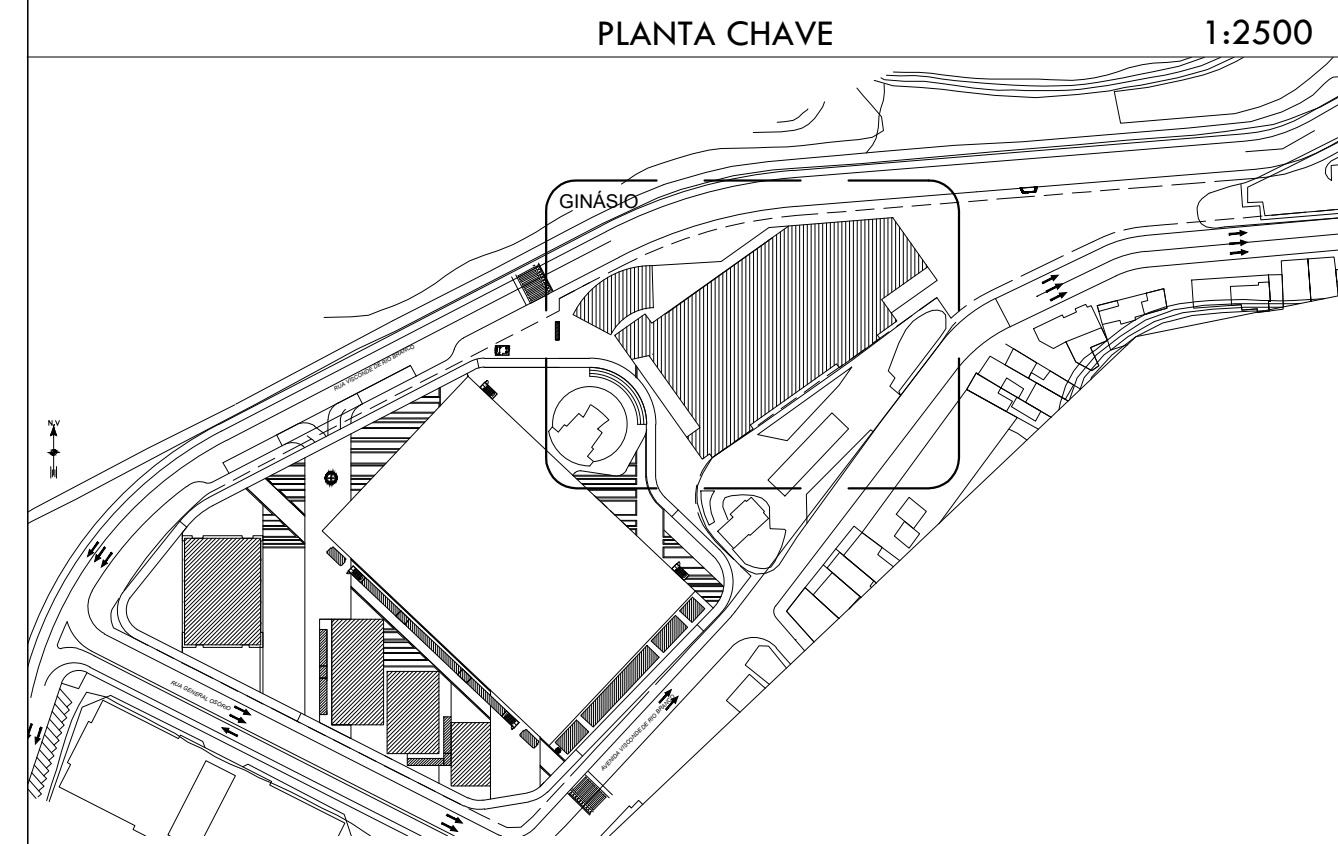 PLANTA CHAVE 1:2500
GINÁSIO
RUA VISCONDE DE RIO BRANCO
N.V
RUA GENERAL OSÓRIO
AVENIDA VISCONDE DE RIO BRANCO